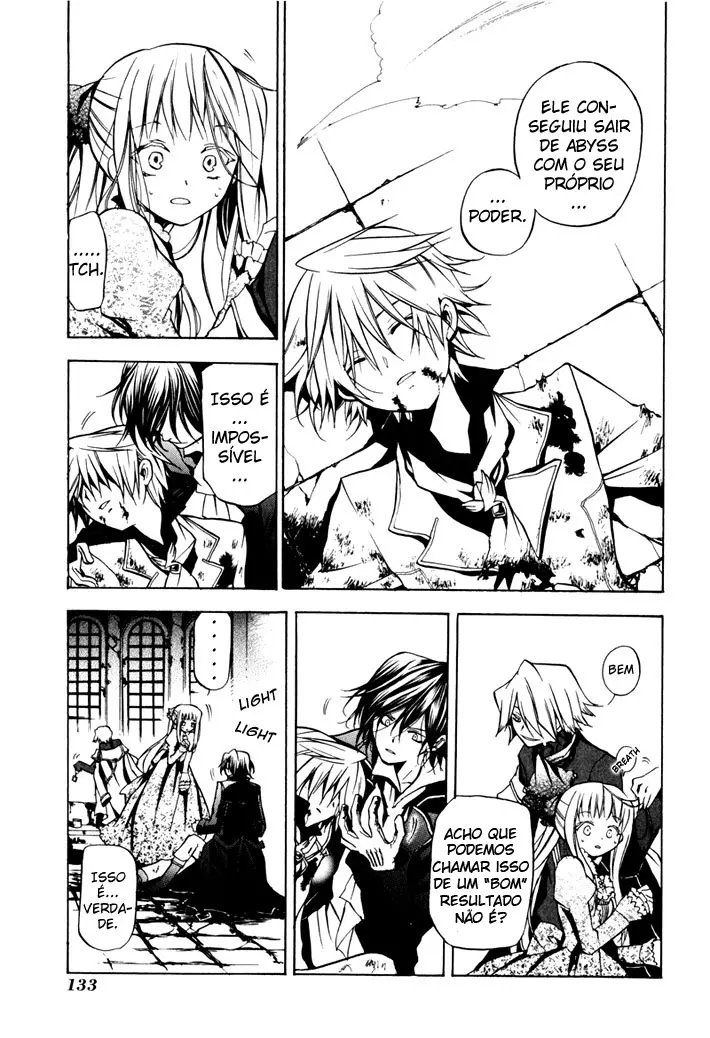 ELE CON-
SEGUIU SAIR
DE ABYSS
COM O SEU
PRÓPRIO
...
...
PODER.
.....
TCH.
ISSO É
...
IMPOS-
SÍVEL
...
BEM
BREATH
ACHO QUE
PODEMOS
CHAMAR ISSO
DE UM "BOM"
RESULTADO
NÃO É?
.....
LIGHT
LIGHT
ISSO
É...
VERDA-
DE.
133